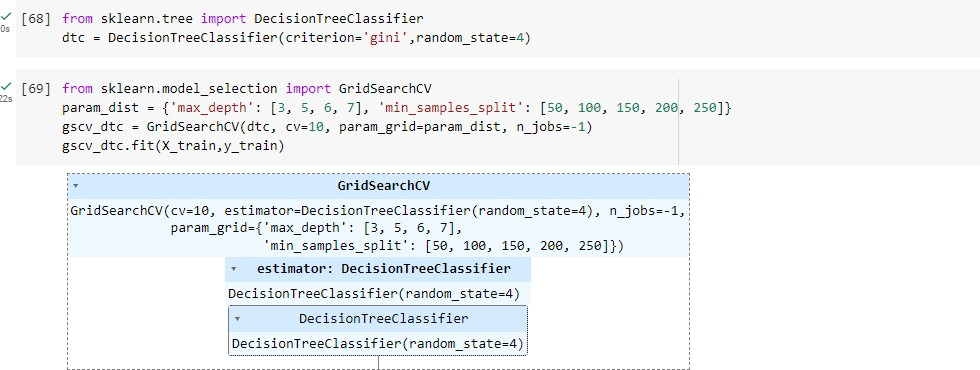 [68] from sklearn.tree import DecisionTreeClassifier
0s
dtc = DecisionTreeClassifier(criterion='gini',random_state=4)
[69] from sklearn.model_selection import GridSearchCV
22s
param_dist = {'max_depth': [3, 5, 6, 7], 'min_samples_split': [50, 100, 150, 200, 250]}
gscv_dtc = GridSearchCV(dtc, cv=10, param_grid=param_dist, n_jobs=-1)
gscv_dtc.fit(X_train,y_train)
GridSearchCV
GridSearchCV(cv=10, estimator=DecisionTreeClassifier(random_state=4), n_jobs=-1,
param_grid={'max_depth': [3, 5, 6, 7],
'min_samples_split': [50, 100, 150, 200, 250]})
estimator: DecisionTreeClassifier
DecisionTreeClassifier(random_state=4)
DecisionTreeClassifier
DecisionTreeClassifier(random_state=4)